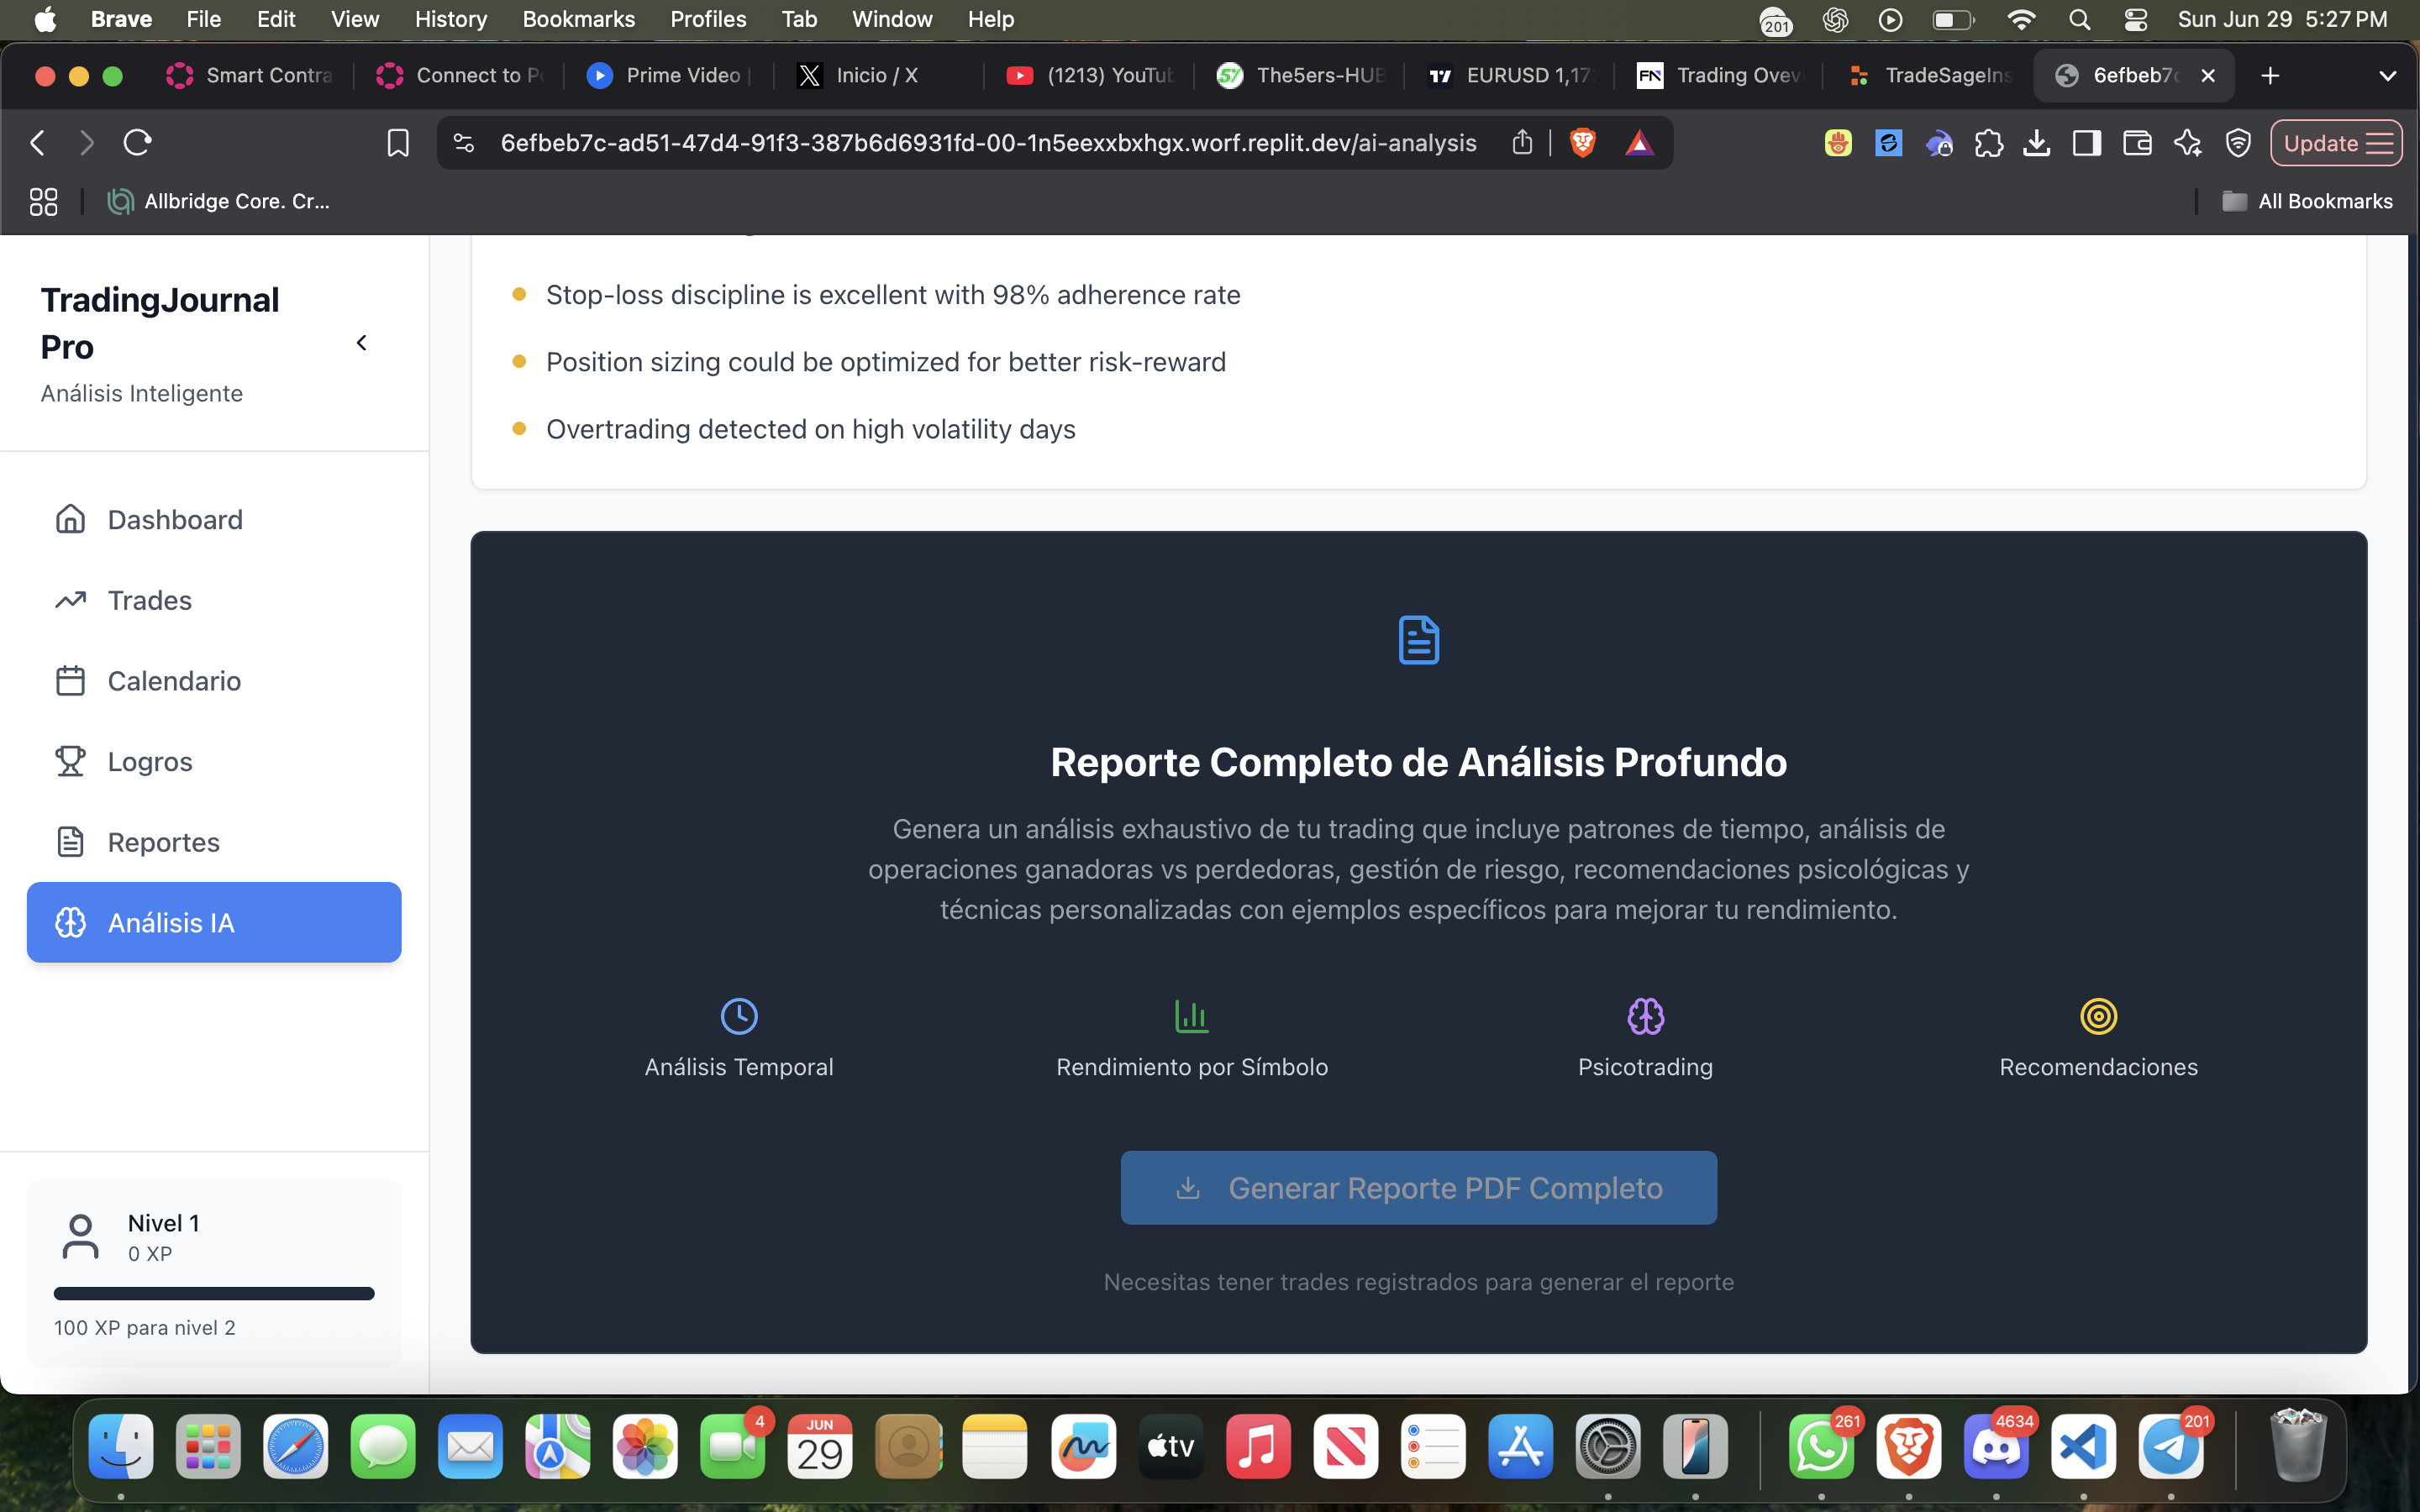 Brave File Edit View History Bookmarks Profiles Tab Window Help
201
Sun Jun 29 5:27 PM
Smart Contra
Connect to Po
Prime Video |
Inicio / X
(1213) YouTub
The5ers-HUB
EURUSD 1,17
FN Trading Ovev
TradeSageIns
6efbeb7c
6efbeb7c-ad51-47d4-91f3-387b6d6931fd-00-1n5eexxbxhgx.worf.replit.dev/ai-analysis
Update
Allbridge Core. Cr...
All Bookmarks
TradingJournal
Pro
Análisis Inteligente
Dashboard
Trades
Calendario
Logros
Reportes
Análisis IA
Nivel 1
0 XP
100 XP para nivel 2
Stop-loss discipline is excellent with 98% adherence rate
Position sizing could be optimized for better risk-reward
Overtrading detected on high volatility days
Reporte Completo de Análisis Profundo
Genera un análisis exhaustivo de tu trading que incluye patrones de tiempo, análisis de
operaciones ganadoras vs perdedoras, gestión de riesgo, recomendaciones psicológicas y
técnicas personalizadas con ejemplos específicos para mejorar tu rendimiento.
Análisis Temporal
Rendimiento por Símbolo
Psicotrading
Recomendaciones
Generar Reporte PDF Completo
Necesitas tener trades registrados para generar el reporte
4
JUN
29
tv
261
4634
201